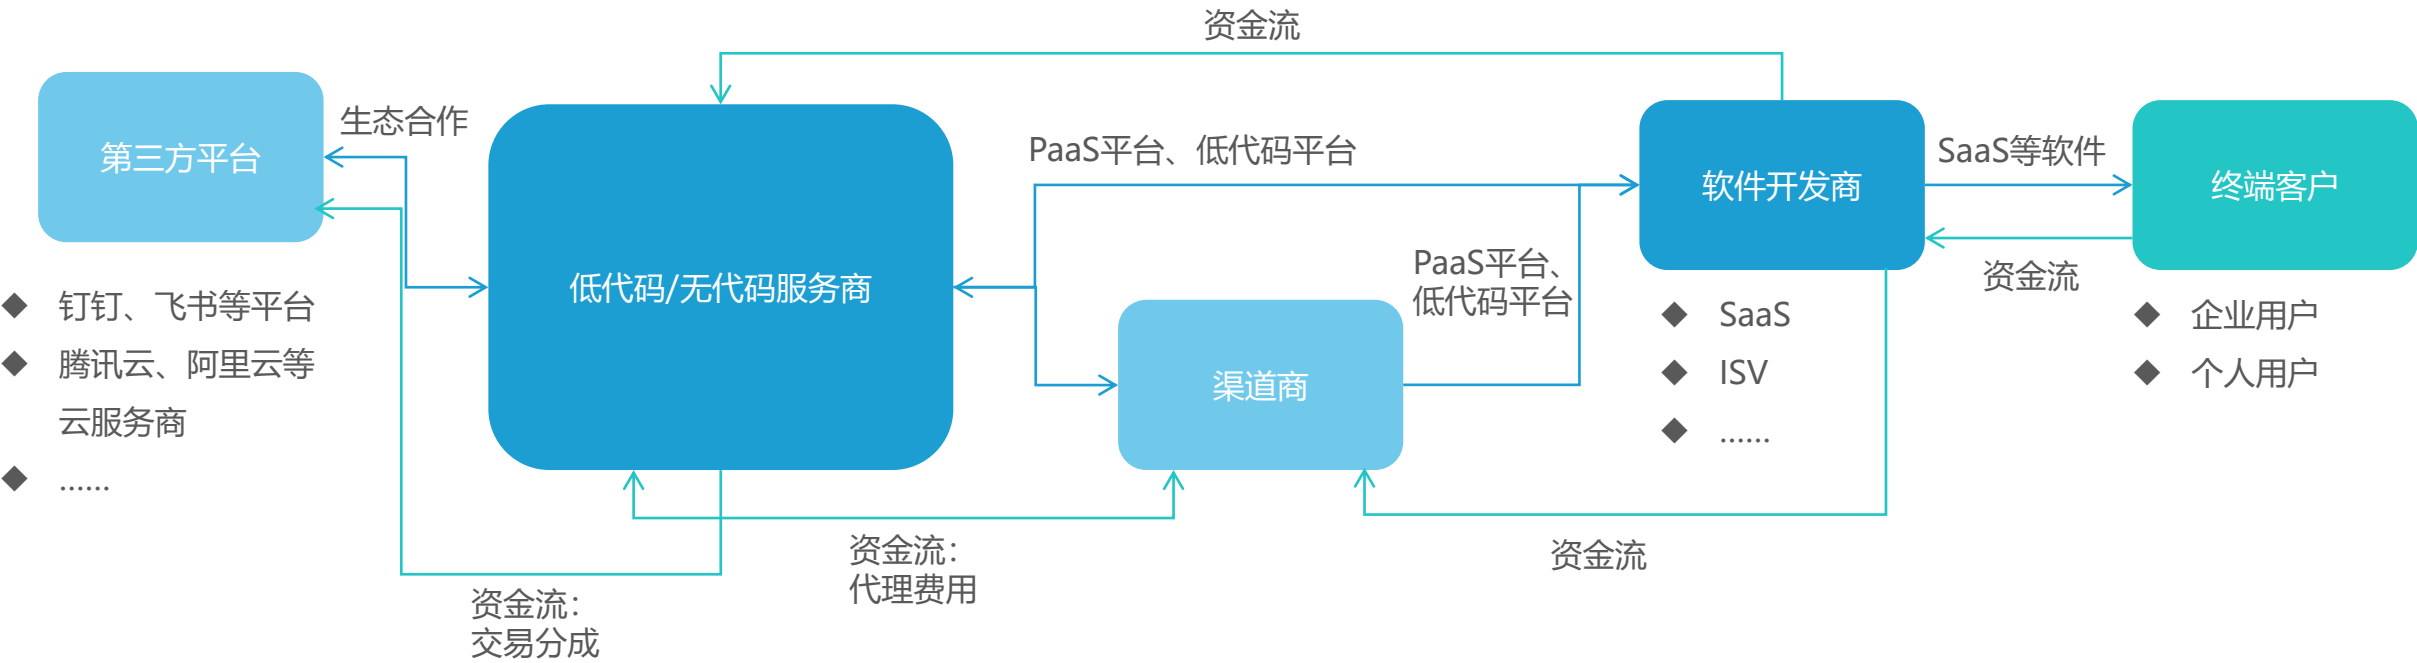 资金流
第三方平台
生态合作
低代码/无代码服务商
PaaS平台、低代码平台
软件开发商
SaaS等软件
终端客户
资金流
PaaS平台、
低代码平台
渠道商
◆ 钉钉、飞书等平台
◆ 腾讯云、阿里云等
云服务商
◆ ......
◆ SaaS
◆ ISV
◆ ......
◆ 企业用户
◆ 个人用户
资金流：
代理费用
资金流
资金流：
交易分成